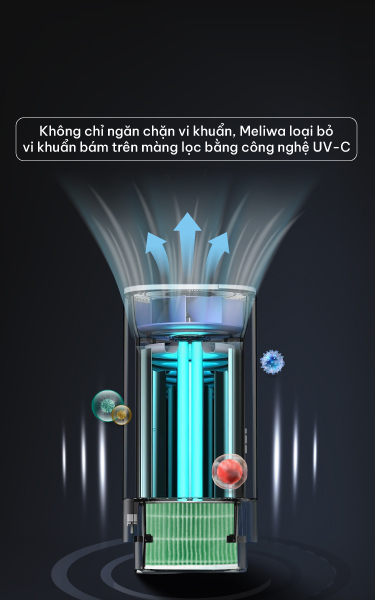 Không chỉ ngăn chặn vi khuẩn, Meliwa loại bỏ
vi khuẩn bám trên màng lọc bằng công nghệ UV-C